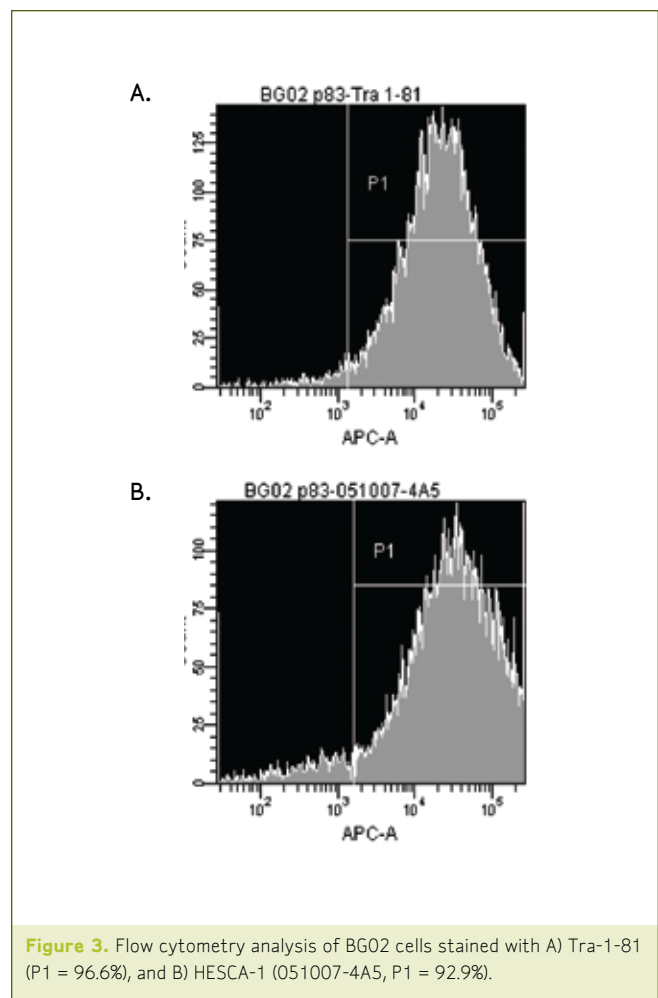 A.
BG02 p83-Tra 1-81
125
100
75
50
25
0
P1
10² 10³ 10⁴ 10⁵
APC-A
B.
BG02 p83-051007-4A5
100
75
50
25
0
P1
10² 10³ 10⁴ 10⁵
APC-A
Figure 3. Flow cytometry analysis of BG02 cells stained with A) Tra-1-81
(P1 = 96.6%), and B) HESCA-1 (051007-4A5, P1 = 92.9%).